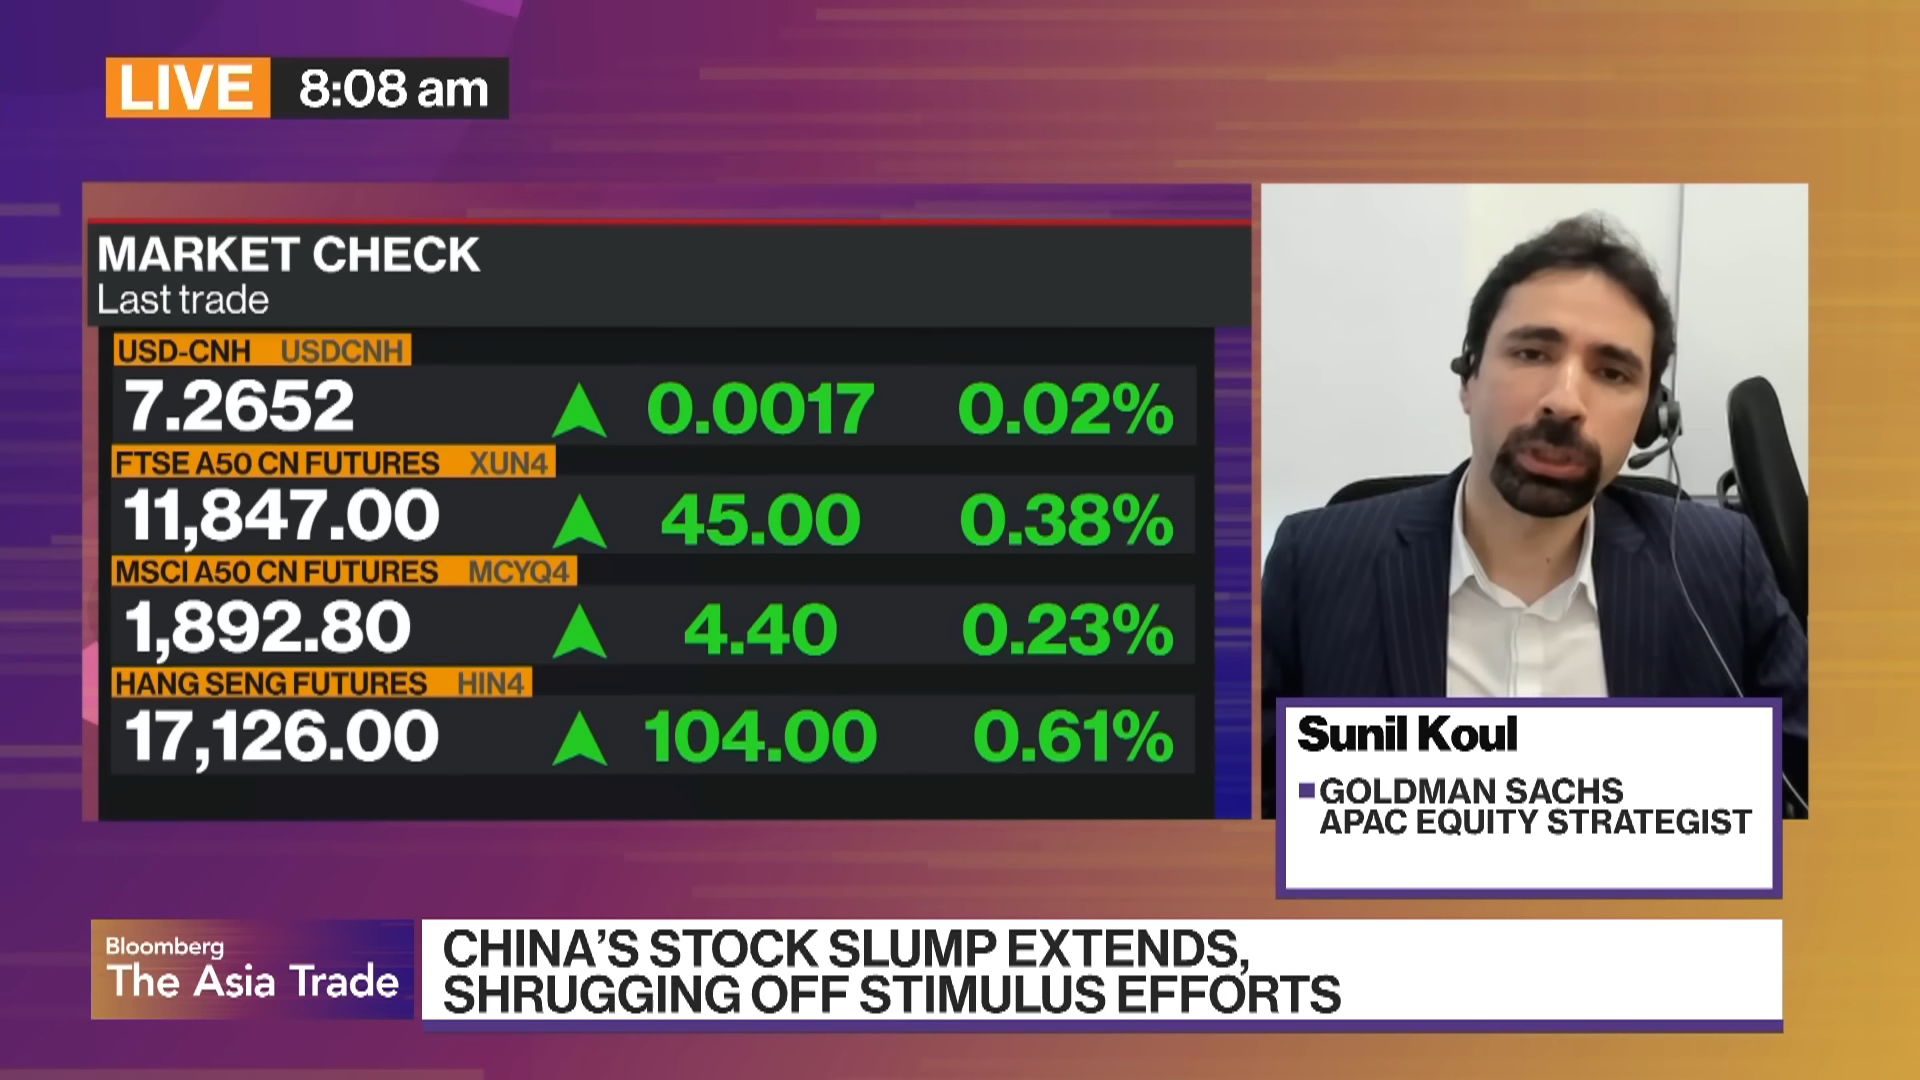 LIVE 8:08 am
MARKET CHECK
Last trade
USD-CNH USDCNH
7.2652 ▲ 0.0017 0.02%
FTSE A50 CN FUTURES XUN4
11,847.00 ▲ 45.00 0.38%
MSCI A50 CN FUTURES MCYQ4
1,892.80 ▲ 4.40 0.23%
HANG SENG FUTURES HIN4
17,126.00 ▲ 104.00 0.61%
Sunil Koul
GOLDMAN SACHS
APAC EQUITY STRATEGIST
Bloomberg
The Asia Trade
CHINA’S STOCK SLUMP EXTENDS,
SHRUGGING OFF STIMULUS EFFORTS